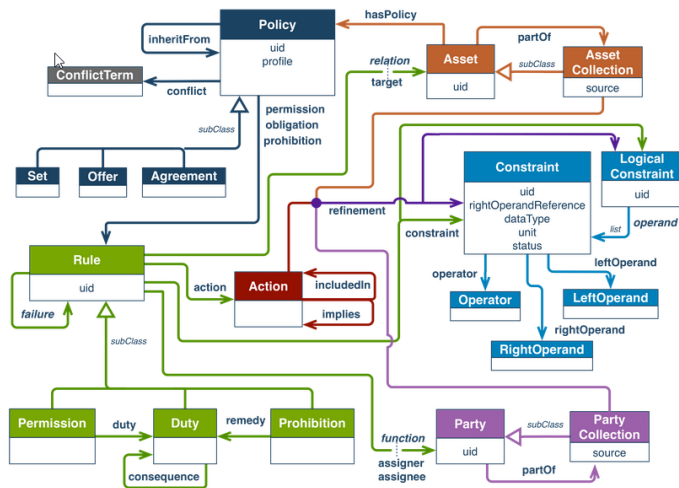 Policy
uid
profile
inheritFrom
hasPolicy
Asset
uid
partOf
Asset
Collection
source
subClass
relation
target
ConflictTerm
conflict
permission
obligation
prohibition
subClass
Set
Offer
Agreement
Constraint
uid
rightOperandReference
dataType
unit
status
Logical
Constraint
uid
operand
list
refinement
constraint
Rule
uid
failure
action
Action
includedIn
implies
operator
Operator
leftOperand
LeftOperand
rightOperand
RightOperand
subClass
Permission
duty
Duty
remedy
Prohibition
consequence
function
assigner
assignee
Party
uid
subClass
Party
Collection
source
partOf